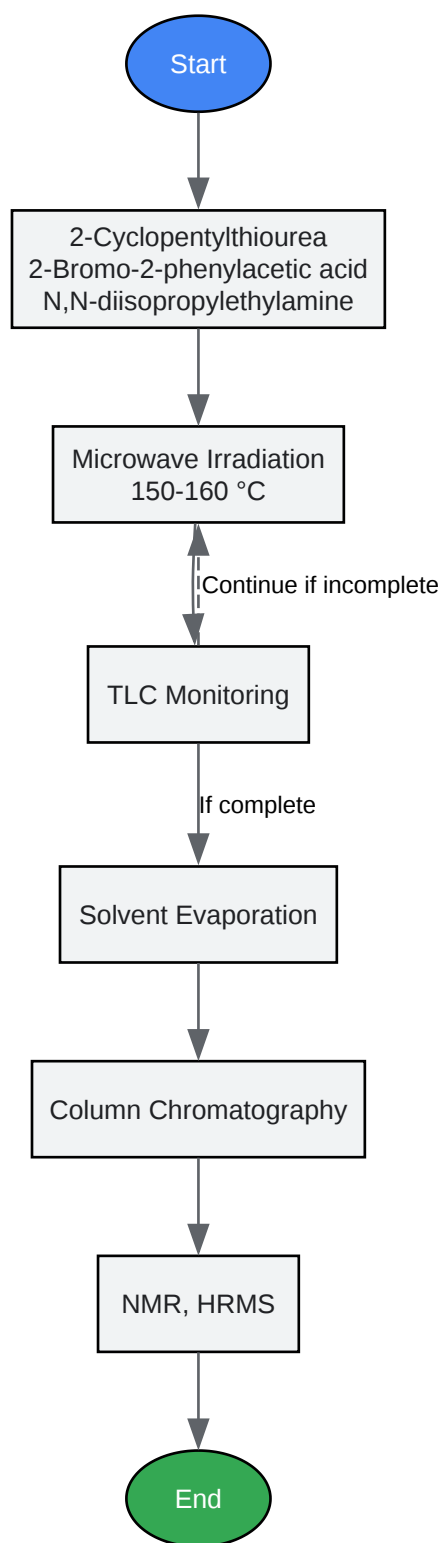 Start
2-Cyclopentylthiourea
2-Bromo-2-phenylacetic acid
N,N-diisopropylethylamine
Microwave Irradiation
150-160 °C
Continue if incomplete
TLC Monitoring
If complete
Solvent Evaporation
Column Chromatography
NMR, HRMS
End